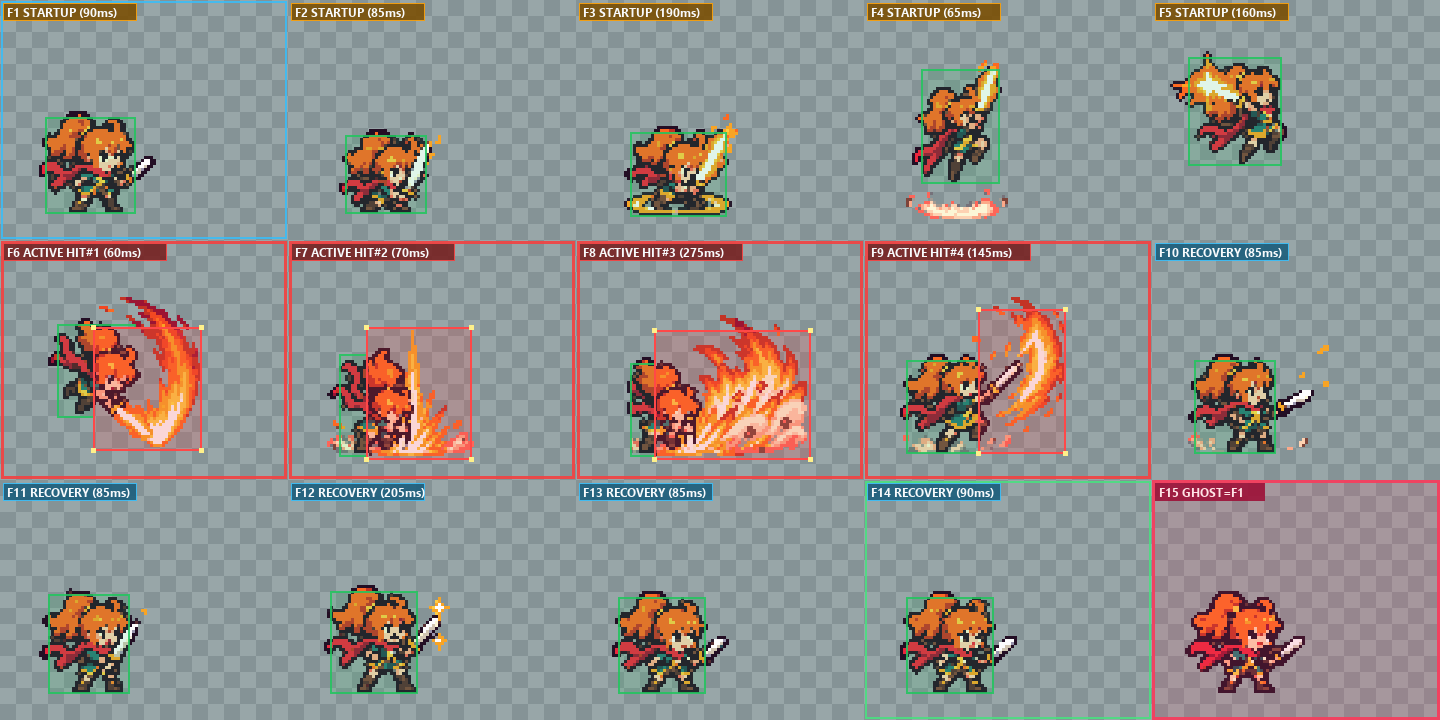 F1 STARTUP (90ms)
F2 STARTUP (85ms)
F3 STARTUP (190ms)
F4 STARTUP (65ms)
F5 STARTUP (160ms)
F6 ACTIVE HIT#1 (60ms)
F7 ACTIVE HIT#2 (70ms)
F8 ACTIVE HIT#3 (275ms)
F9 ACTIVE HIT#4 (145ms)
F10 RECOVERY (85ms)
F11 RECOVERY (85ms)
F12 RECOVERY (205ms)
F13 RECOVERY (85ms)
F14 RECOVERY (90ms)
F15 GHOST=F1